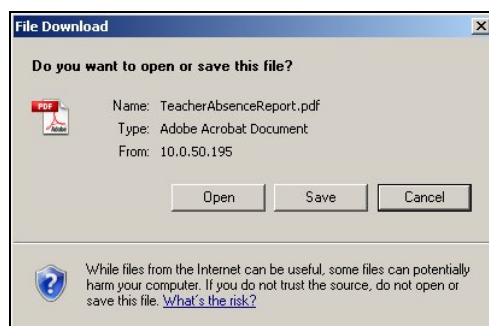 File Download
Do you want to open or save this file?
PDF
Adobe
Name: TeacherAbsenceReport.pdf
Type: Adobe Acrobat Document
From: 10.0.50.195
Open Save Cancel
While files from the Internet can be useful, some files can potentially
harm your computer. If you do not trust the source, do not open or
save this file. What's the risk?